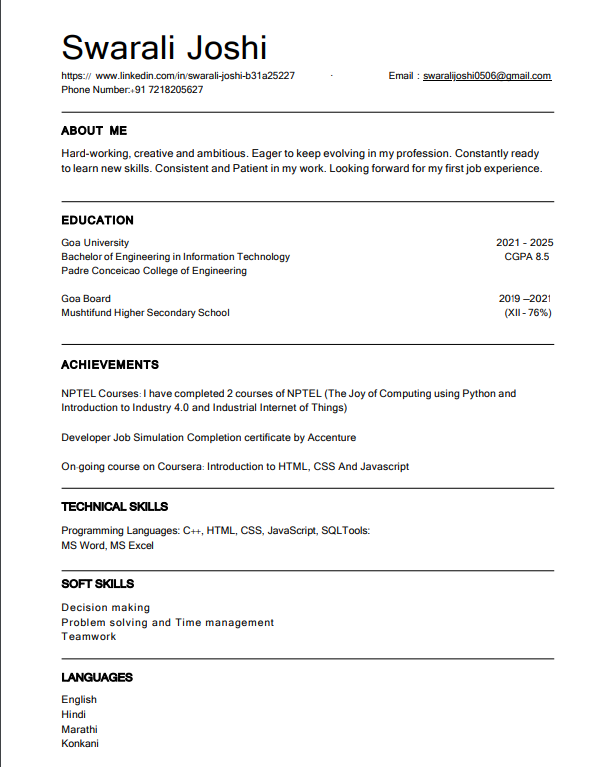 Swarali Joshi
https:// www.linkedin.com/in/swarali-joshi-b31a25227 · Email : swaralijoshi0506@gmail.com
Phone Number:+91 7218205627
ABOUT ME
Hard-working, creative and ambitious. Eager to keep evolving in my profession. Constantly ready
to learn new skills. Consistent and Patient in my work. Looking forward for my first job experience.
EDUCATION
Goa University 2021 - 2025
Bachelor of Engineering in Information Technology CGPA 8.5
Padre Conceicao College of Engineering
Goa Board 2019 –2021
Mushtifund Higher Secondary School (XII - 76%)
ACHIEVEMENTS
NPTEL Courses: I have completed 2 courses of NPTEL (The Joy of Computing using Python and
Introduction to Industry 4.0 and Industrial Internet of Things)
Developer Job Simulation Completion certificate by Accenture
On-going course on Coursera: Introduction to HTML, CSS And Javascript
TECHNICAL SKILLS
Programming Languages: C++, HTML, CSS, JavaScript, SQLTools:
MS Word, MS Excel
SOFT SKILLS
Decision making
Problem solving and Time management
Teamwork
LANGUAGES
English
Hindi
Marathi
Konkani